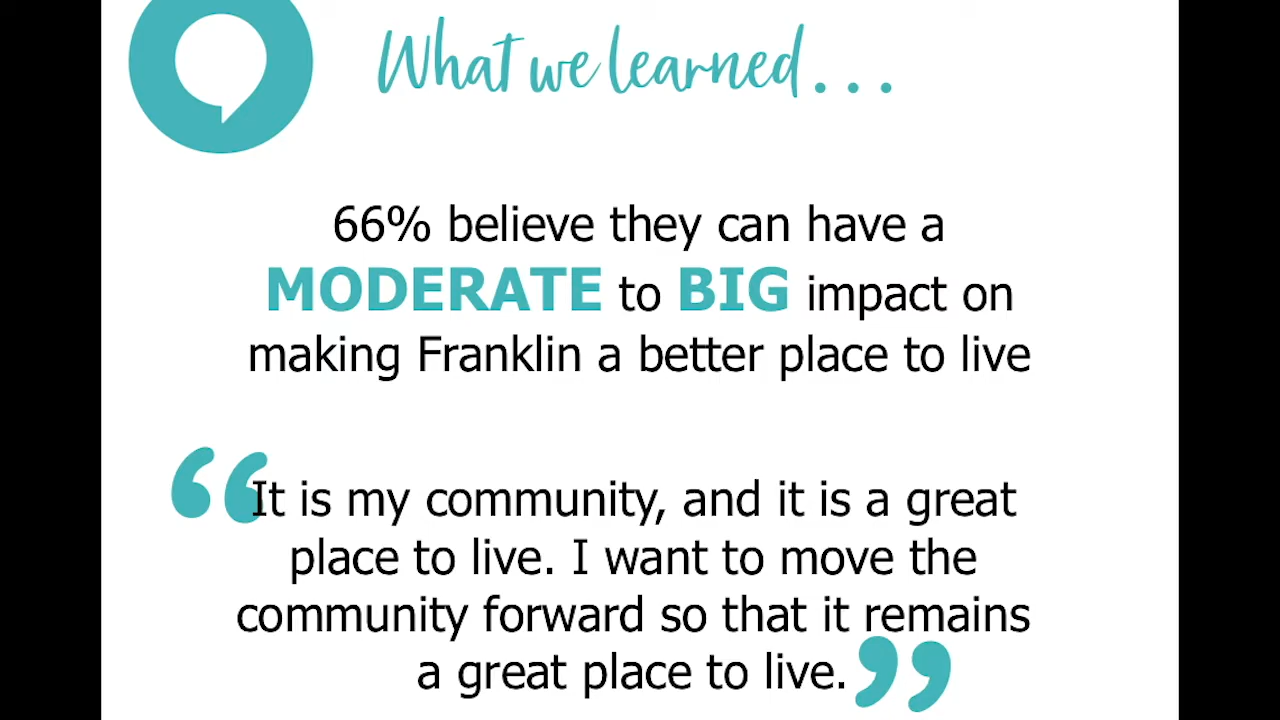 What we learned...
66% believe they can have a
MODERATE to BIG impact on
making Franklin a better place to live
“It is my community, and it is a great
place to live. I want to move the
community forward so that it remains
a great place to live.”